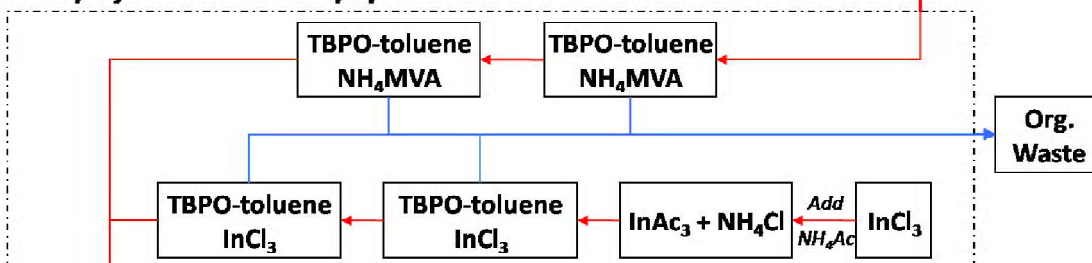 TBPO-toluene
NH₄MVA
TBPO-toluene
NH₄MVA
Org.
Waste
TBPO-toluene
InCl₃
TBPO-toluene
InCl₃
InAc₃ + NH₄Cl
Add
NH₄Ac
InCl₃